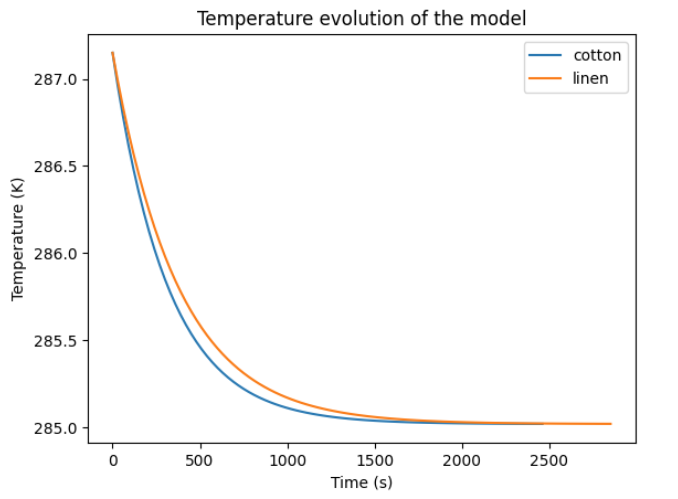 Temperature evolution of the model
cotton
linen
287.0
286.5
286.0
285.5
285.0
Temperature (K)
0 500 1000 1500 2000 2500
Time (s)